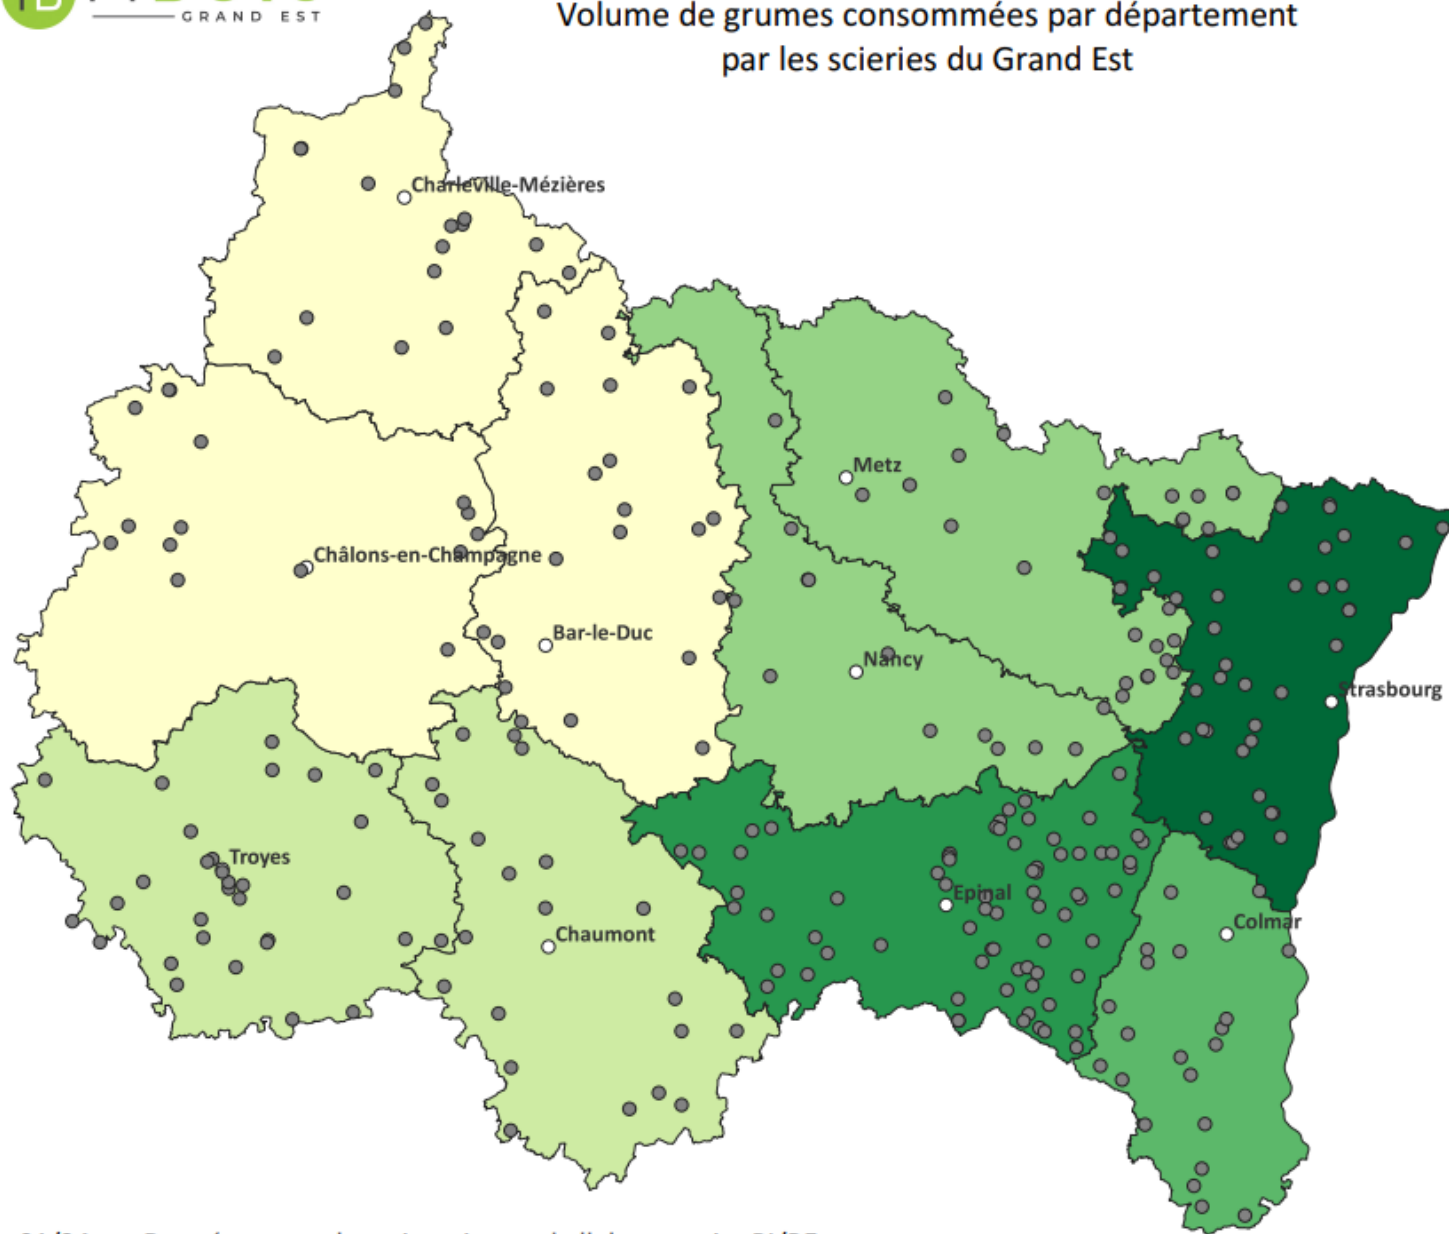 GRAND EST
Volume de grumes consommées par département
par les scieries du Grand Est
Charleville-Mézières
Metz
Châlons-en-Champagne
Bar-le-Duc
Nancy
Strasbourg
Troyes
Epinal
Chaumont
Colmar